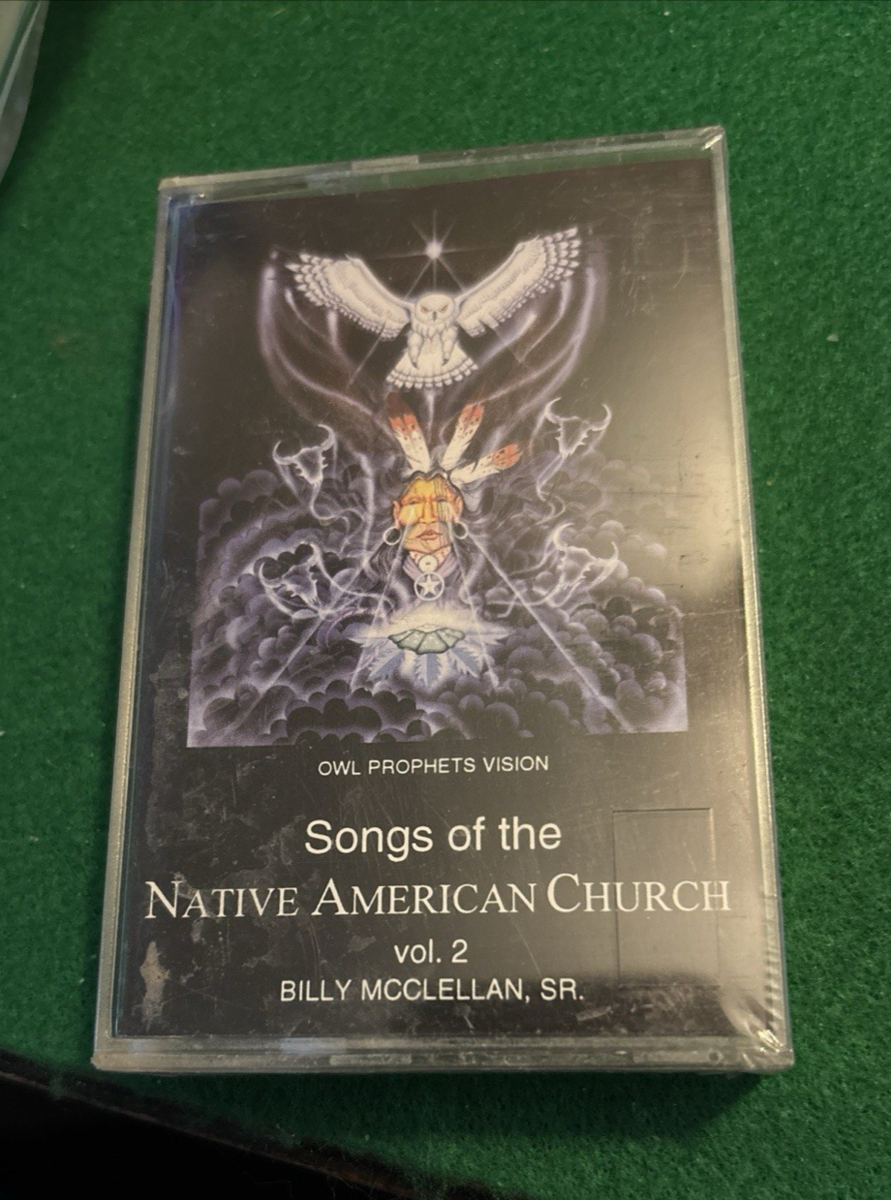 OWL PROPHETS VISION
Songs of the
NATIVE AMERICAN CHURCH
vol. 2
BILLY MCCLELLAN, SR.